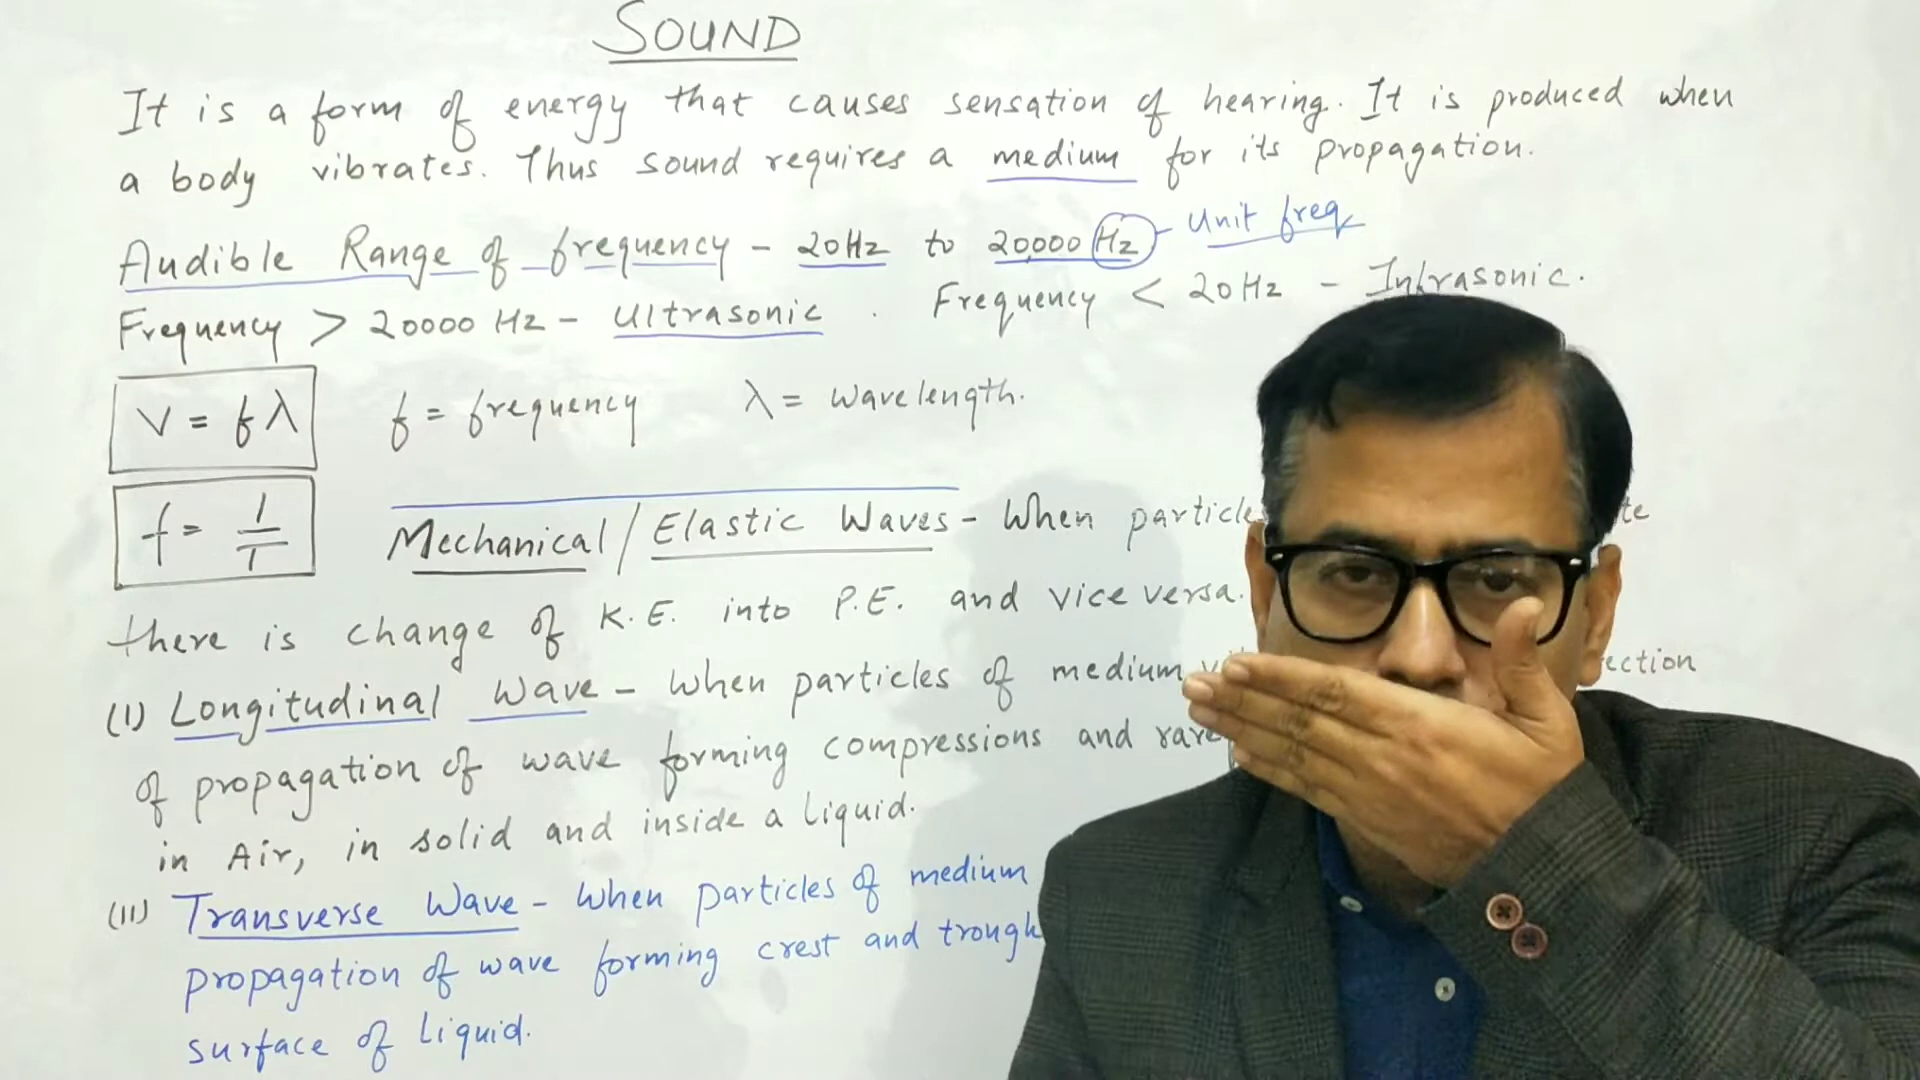 SOUND
It is a form of energy that causes sensation of hearing. It is produced when
a body vibrates. Thus sound requires a medium for its propagation.
Audible Range of frequency - 20Hz to 20,000 Hz - Unit freq
Frequency > 20000 Hz - Ultrasonic . Frequency < 20Hz - Infrasonic.
V = fλ f = frequency λ = wavelength.
f = 1/T Mechanical / Elastic Waves - When particles
there is change of K.E. into P.E. and vice versa.
(I) Longitudinal Wave - When particles of medium
of propagation of wave forming compressions and
in Air, in solid and inside a liquid.
(II) Transverse Wave - When particles of medium
propagation of wave forming crest and trough
surface of liquid.